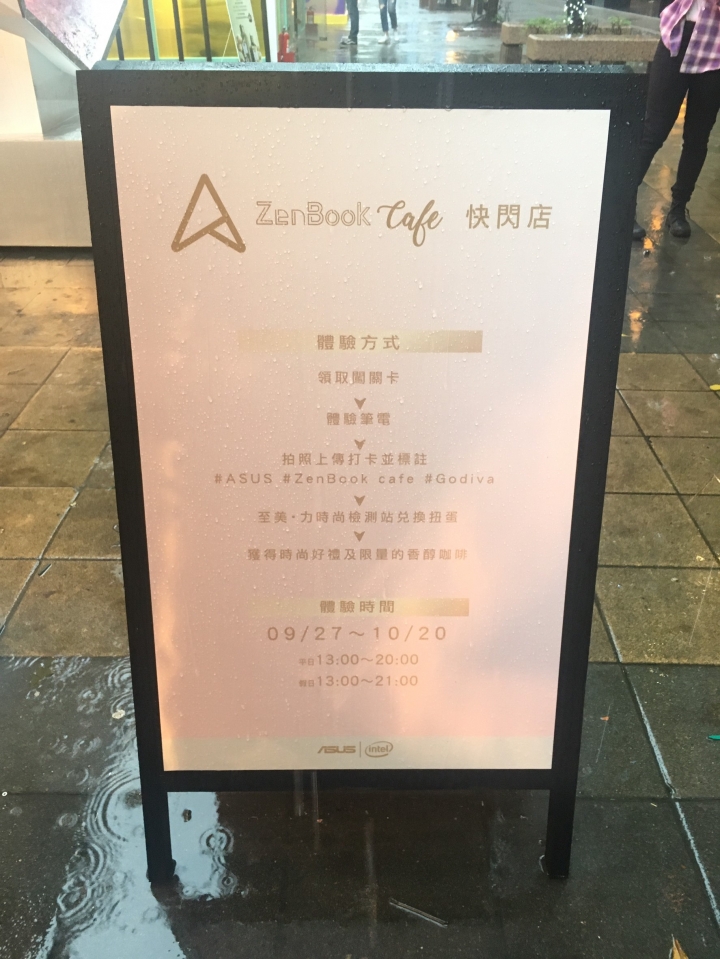 ZenBook Cafe 快閃店
體驗方式
領取闖關卡
體驗筆電
拍照上傳打卡並標註
#ASUS #ZenBook cafe #Godiva
至美・力時尚檢測站兌換扭蛋
獲得時尚好禮及限量的香醇咖啡
體驗時間
09/27～10/20
平日13:00～20:00
假日13:00～21:00
ASUS intel